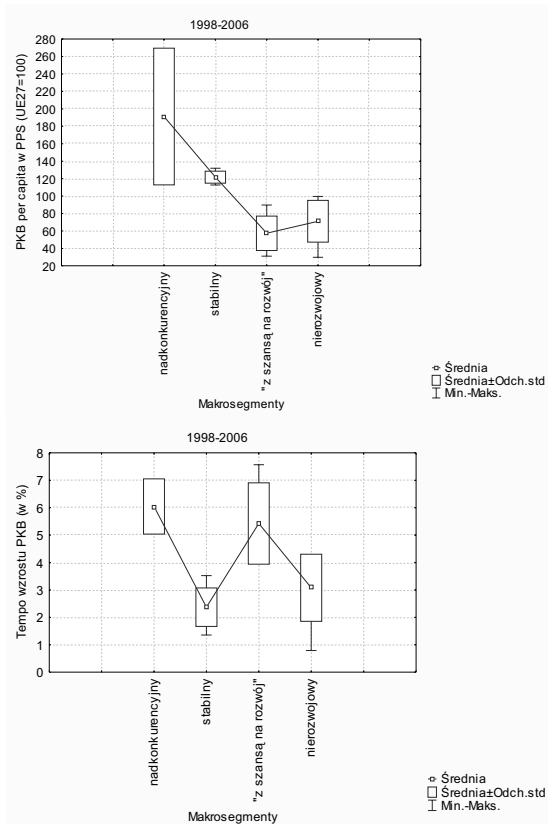 1998-2006
PKB per capita w PPS (UE27=100)
280
260
240
220
200
180
160
140
120
100
80
60
40
20
nadkonkurencyjny
stabilny
"z szansą na rozwój"
nierozwojowy
Makrosegmenty
Średnia
Średnia±Odch.std
Min.-Maks.
1998-2006
Tempo wzrostu PKB (w %)
8
7
6
5
4
3
2
1
0
nadkonkurencyjny
stabilny
"z szansą na rozwój"
nierozwojowy
Makrosegmenty
Średnia
Średnia±Odch.std
Min.-Maks.